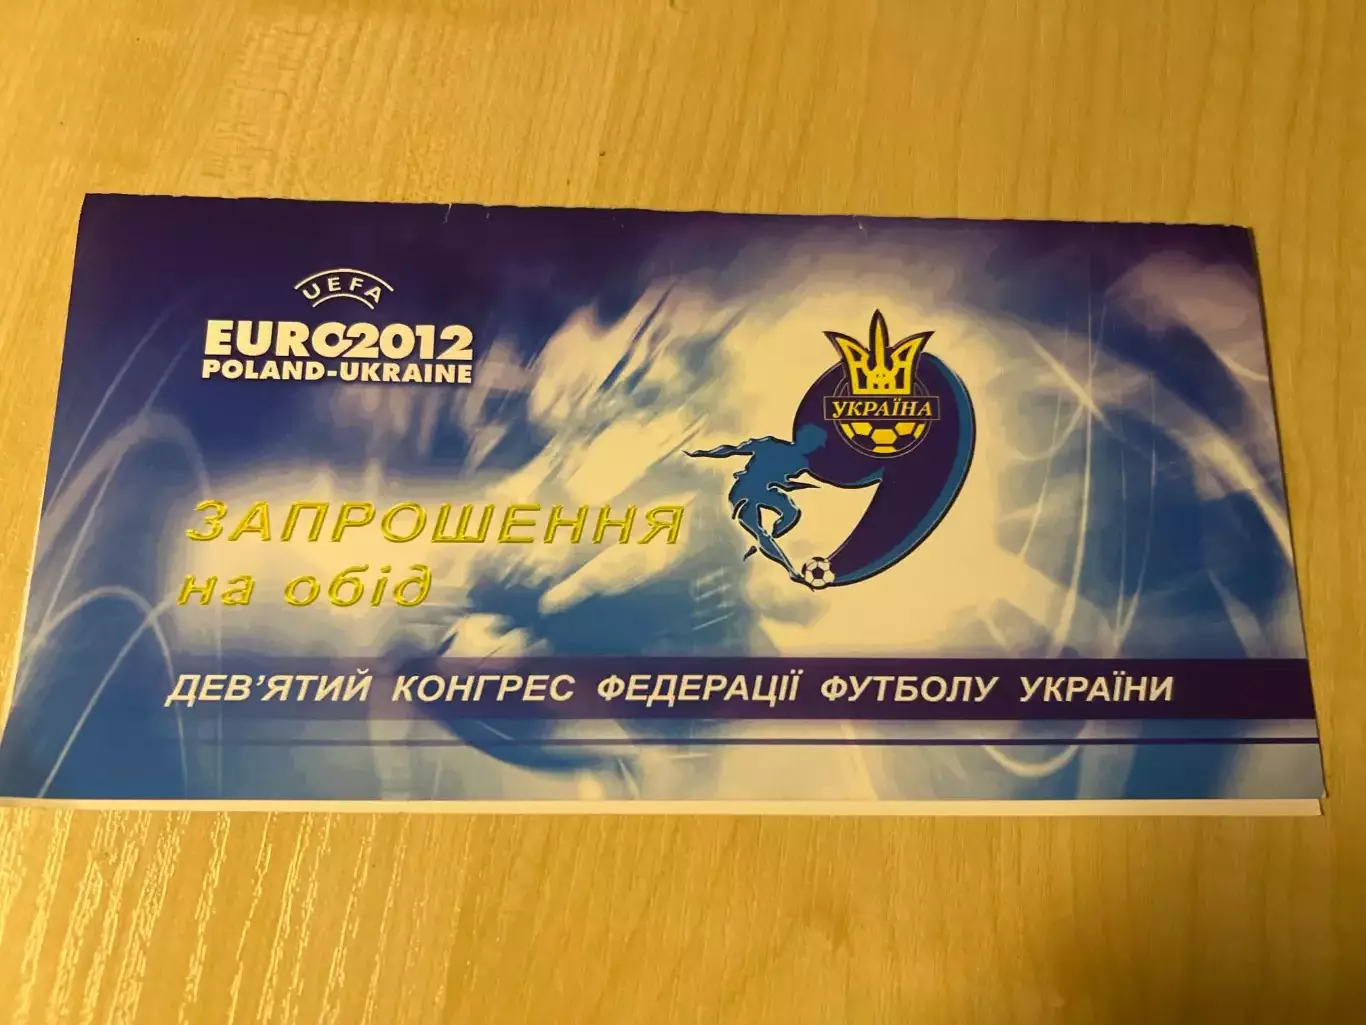 UEFA
EURO2012
POLAND-UKRAINE
УКРАЇНА
ЗАПРОШЕННЯ
на обід
ДЕВ’ЯТИЙ КОНГРЕС ФЕДЕРАЦІЇ ФУТБОЛУ УКРАЇНИ